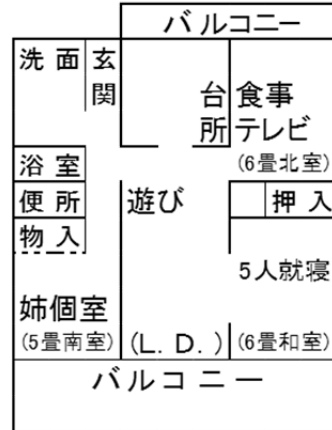 バルコニー
洗面
玄関
台所
食事
テレビ
(6畳北室)
浴室
便所
物入
遊び
押入
5人就寝
姉個室
(5畳南室)
(L.D.)
(6畳和室)
バルコニー